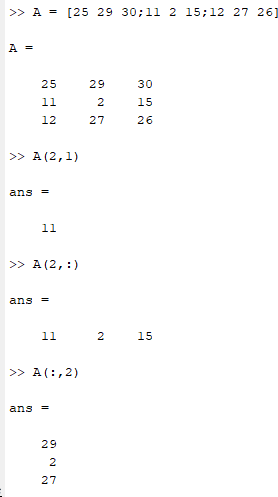 >> A = [25 29 30;11 2 15;12 27 26]
A =
25 29 30
11 2 15
12 27 26
>> A(2,1)
ans =
11
>> A(2,:)
ans =
11 2 15
>> A(:,2)
ans =
29
2
27